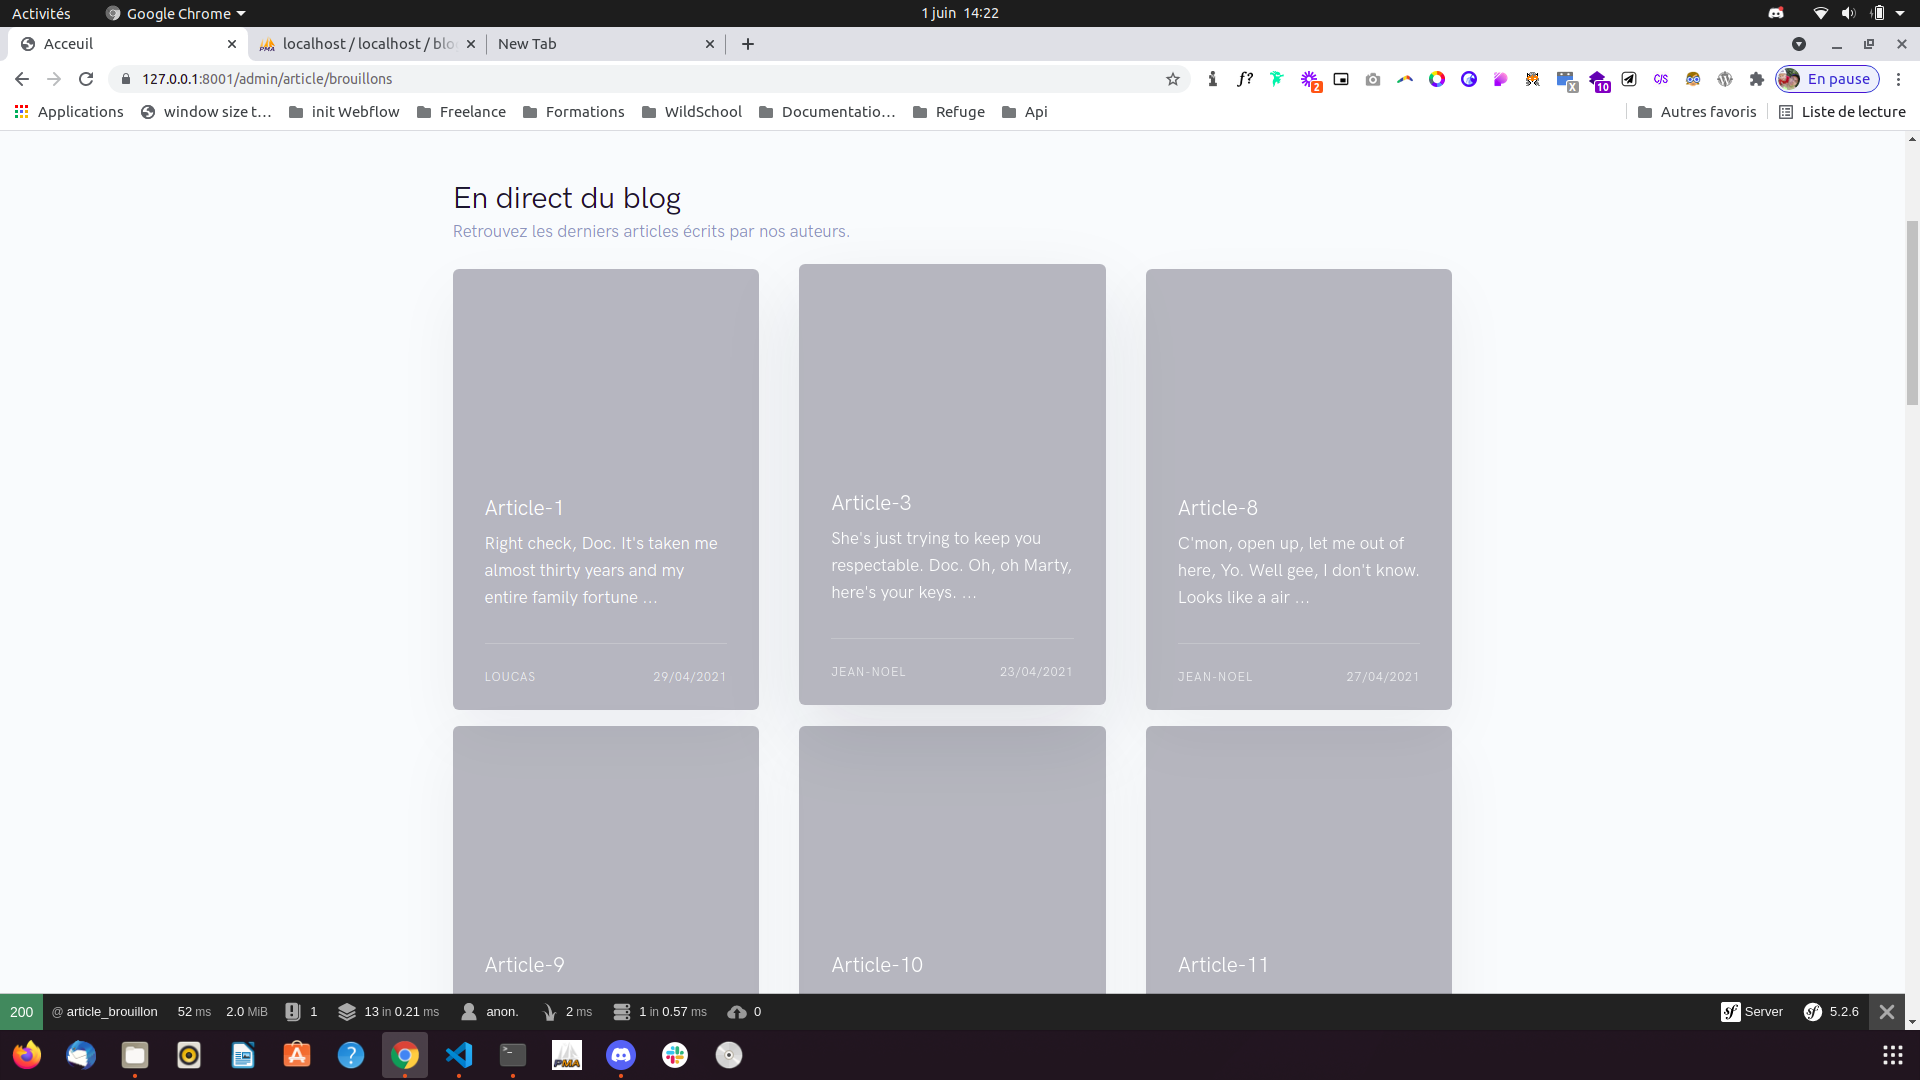 Activités
Google Chrome
1 juin 14:22
Acceuil
localhost / localhost / blo
New Tab
127.0.0.1:8001/admin/article/brouillons
f?
2
X
10
C/S
En pause
Applications
window size t...
init Webflow
Freelance
Formations
WildSchool
Documentatio...
Refuge
Api
Autres favoris
Liste de lecture
En direct du blog
Retrouvez les derniers articles écrits par nos auteurs.
Article-1
Right check, Doc. It's taken me
almost thirty years and my
entire family fortune ...
LOUCAS
29/04/2021
Article-3
She's just trying to keep you
respectable. Doc. Oh, oh Marty,
here's your keys. ...
JEAN-NOEL
23/04/2021
Article-8
C'mon, open up, let me out of
here, Yo. Well gee, I don't know.
Looks like a air ...
JEAN-NOEL
27/04/2021
Article-9
Article-10
Article-11
200 @ article_brouillon 52 ms 2.0 MiB 1 13 in 0.21 ms anon. 2 ms 1 in 0.57 ms 0 Server 5.2.6
PMA